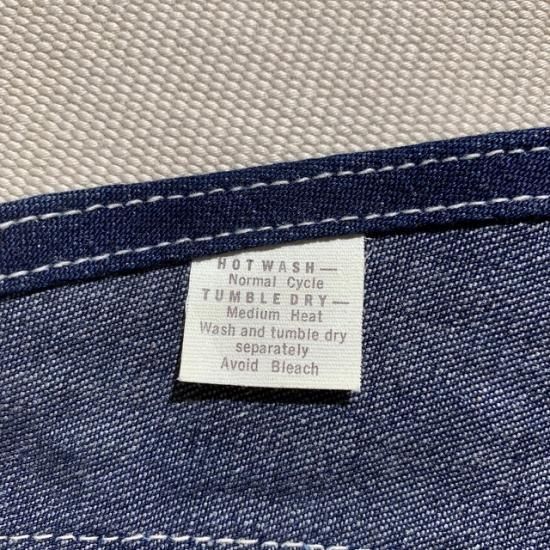 HOT WASH—
Normal Cycle
TUMBLE DRY—
Medium Heat
Wash and tumble dry
separately
Avoid Bleach